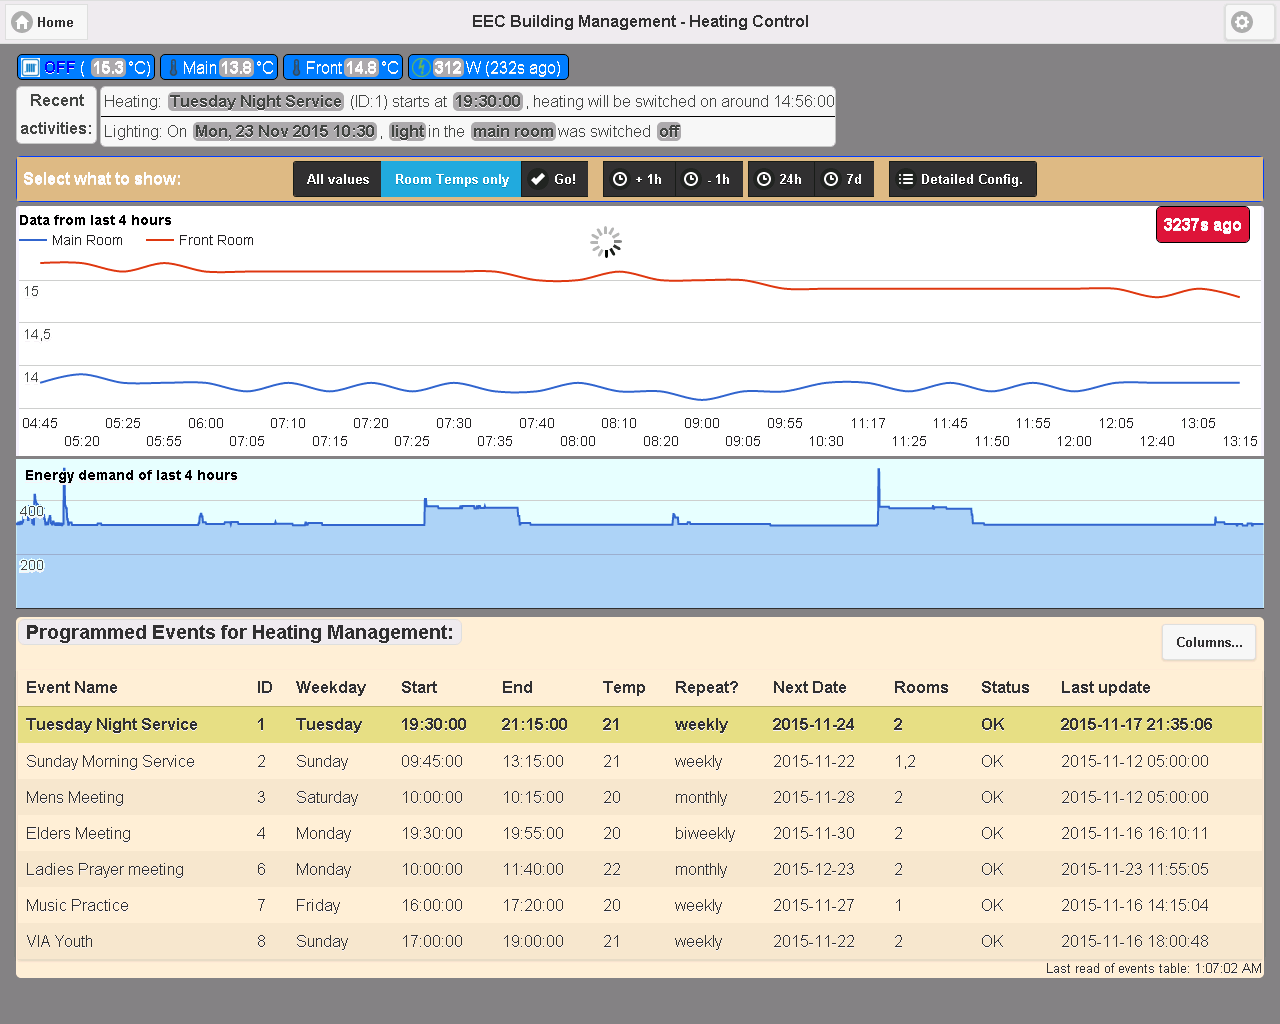 Home
EEC Building Management - Heating Control
OFF ( 15.3 °C) Main 13.8 °C Front 14.8 °C 312 W (232s ago)
Recent activities:
Heating: Tuesday Night Service (ID:1) starts at 19:30:00 , heating will be switched on around 14:56:00
Lighting: On Mon, 23 Nov 2015 10:30 , light in the main room was switched off
Select what to show: All values Room Temps only Go! + 1h - 1h 24h 7d Detailed Config.
Data from last 4 hours
3237s ago
Main Room Front Room
15
14,5
14
04:45 05:25 06:00 07:10 07:20 07:30 07:40 08:10 09:00 09:55 11:17 11:45 11:55 12:05 13:05
05:20 05:55 07:05 07:15 07:25 07:35 08:00 08:20 09:05 10:30 11:25 11:50 12:00 12:40 13:15
Energy demand of last 4 hours
400
200
Programmed Events for Heating Management:
Columns...
Event Name ID Weekday Start End Temp Repeat? Next Date Rooms Status Last update
Tuesday Night Service 1 Tuesday 19:30:00 21:15:00 21 weekly 2015-11-24 2 OK 2015-11-17 21:35:06
Sunday Morning Service 2 Sunday 09:45:00 13:15:00 21 weekly 2015-11-22 1,2 OK 2015-11-12 05:00:00
Mens Meeting 3 Saturday 10:00:00 10:15:00 20 monthly 2015-11-28 2 OK 2015-11-12 05:00:00
Elders Meeting 4 Monday 19:30:00 19:55:00 20 biweekly 2015-11-30 2 OK 2015-11-16 16:10:11
Ladies Prayer meeting 6 Monday 10:00:00 11:40:00 22 monthly 2015-12-23 2 OK 2015-11-23 11:55:05
Music Practice 7 Friday 16:00:00 17:20:00 20 weekly 2015-11-27 1 OK 2015-11-16 14:15:04
VIA Youth 8 Sunday 17:00:00 19:00:00 21 weekly 2015-11-22 2 OK 2015-11-16 18:00:48
Last read of events table: 1:07:02 AM